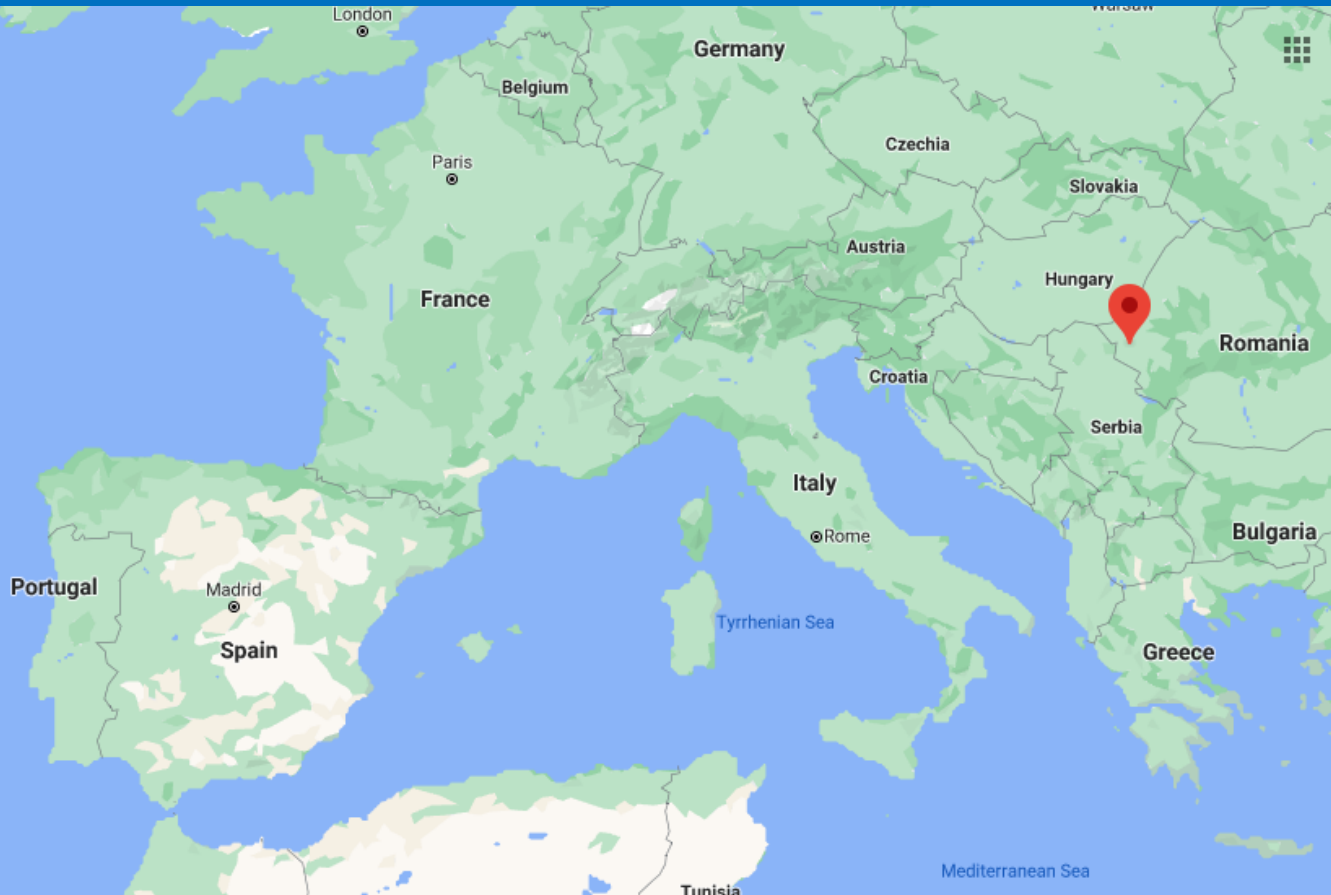 London
Warsaw
Germany
Belgium
Czechia
Paris
Slovakia
Austria
Hungary
France
Romania
Croatia
Serbia
Italy
Bulgaria
Rome
Portugal
Madrid
Tyrrhenian Sea
Spain
Greece
Mediterranean Sea
Tunisia